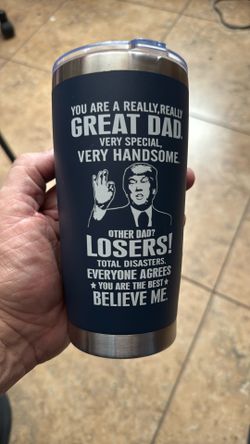 YOU ARE A REALLY,REALLY
GREAT DAD.
VERY SPECIAL,
VERY HANDSOME.
OTHER DAD?
LOSERS!
TOTAL DISASTERS.
EVERYONE AGREES
★ YOU ARE THE BEST ★
BELIEVE ME.